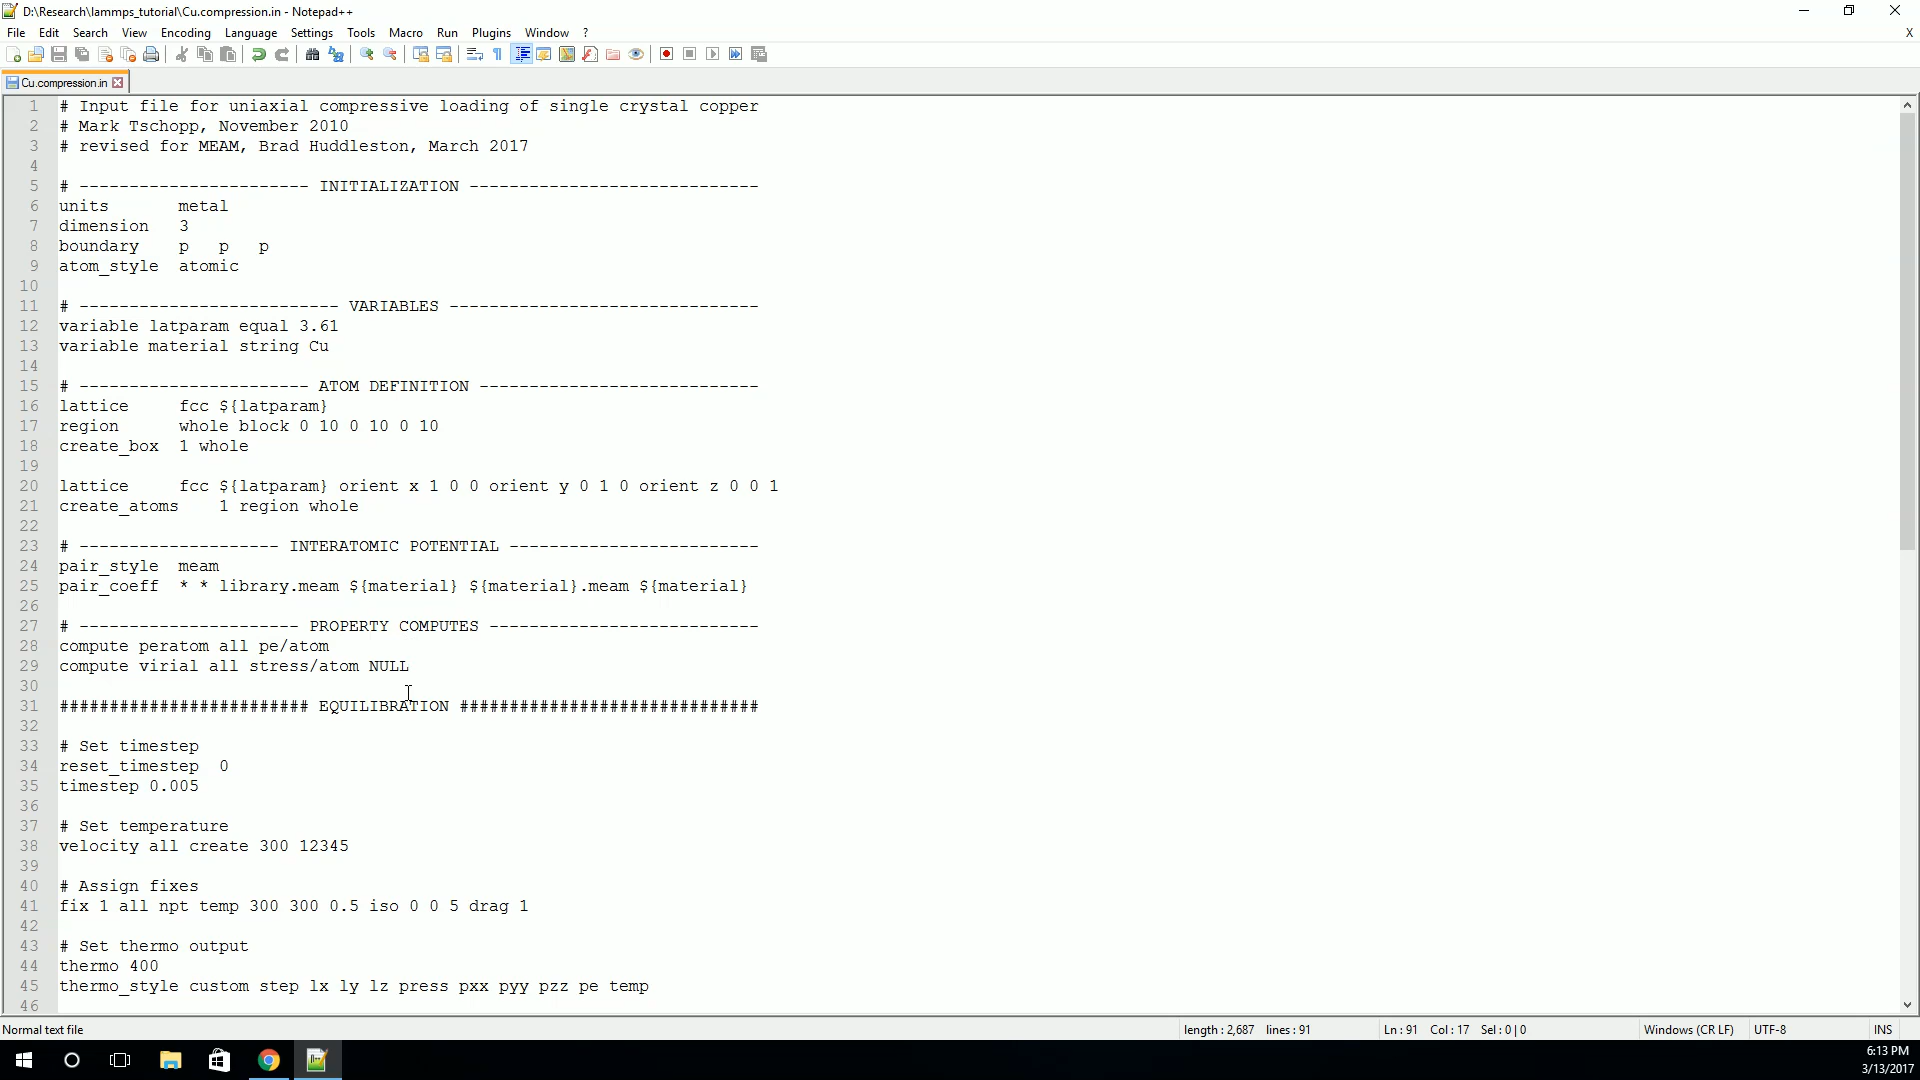 D:\Research\lammps_tutorial\Cu.compression.in - Notepad++
File Edit Search View Encoding Language Settings Tools Macro Run Plugins Window ? X
Cu.compression.in
1 # Input file for uniaxial compressive loading of single crystal copper
2 # Mark Tschopp, November 2010
3 # revised for MEAM, Brad Huddleston, March 2017
4
5 # ----------------------- INITIALIZATION -----------------------------
6 units metal
7 dimension 3
8 boundary p p p
9 atom_style atomic
10
11 # -------------------------- VARIABLES -------------------------------
12 variable latparam equal 3.61
13 variable material string Cu
14
15 # ----------------------- ATOM DEFINITION ----------------------------
16 lattice fcc ${latparam}
17 region whole block 0 10 0 10 0 10
18 create_box 1 whole
19
20 lattice fcc ${latparam} orient x 1 0 0 orient y 0 1 0 orient z 0 0 1
21 create_atoms 1 region whole
22
23 # -------------------- INTERATOMIC POTENTIAL -------------------------
24 pair_style meam
25 pair_coeff * * library.meam ${material} ${material}.meam ${material}
26
27 # ---------------------- PROPERTY COMPUTES ---------------------------
28 compute peratom all pe/atom
29 compute virial all stress/atom NULL
30
31 ######################### EQUILIBRATION ##############################
32
33 # Set timestep
34 reset_timestep 0
35 timestep 0.005
36
37 # Set temperature
38 velocity all create 300 12345
39
40 # Assign fixes
41 fix 1 all npt temp 300 300 0.5 iso 0 0 5 drag 1
42
43 # Set thermo output
44 thermo 400
45 thermo_style custom step lx ly lz press pxx pyy pzz pe temp
46
Normal text file length : 2,687 lines : 91 Ln : 91 Col : 17 Sel : 0 | 0 Windows (CR LF) UTF-8 INS
6:13 PM
3/13/2017